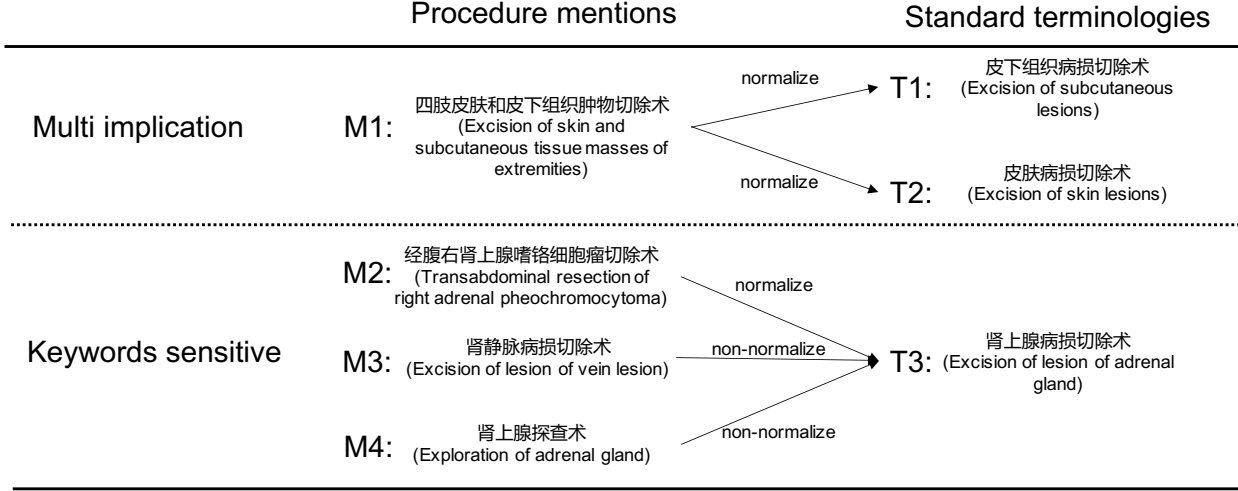 Procedure mentions
Standard terminologies
Multi implication
M1:
四肢皮肤和皮下组织肿物切除术
(Excision of skin and
subcutaneous tissue masses of
extremities)
normalize
normalize
T1:
皮下组织病损切除术
(Excision of subcutaneous
lesions)
T2:
皮肤病损切除术
(Excision of skin lesions)
Keywords sensitive
M2:
经腹右肾上腺嗜铬细胞瘤切除术
(Transabdominal resection of
right adrenal pheochromocytoma)
normalize
M3:
肾静脉病损切除术
(Excision of lesion of vein lesion)
non-normalize
M4:
肾上腺探查术
(Exploration of adrenal gland)
non-normalize
T3:
肾上腺病损切除术
(Excision of lesion of adrenal
gland)